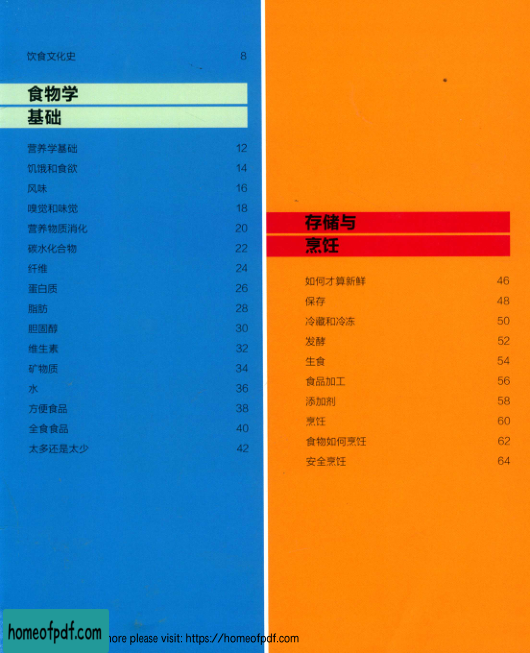 饮食文化史 8
食物学
基础
营养学基础 12
饥饿和食欲 14
风味 16
嗅觉和味觉 18
营养物质消化 20
碳水化合物 22
纤维 24
蛋白质 26
脂肪 28
胆固醇 30
维生素 32
矿物质 34
水 36
方便食品 38
全食食品 40
太多还是太少 42
存储与
烹饪
如何才算新鲜 46
保存 48
冷藏和冷冻 50
发酵 52
生食 54
食品加工 56
添加剂 58
烹饪 60
食物如何烹饪 62
安全烹饪 64
homeofpdf.com
more please visit: https://homeofpdf.com